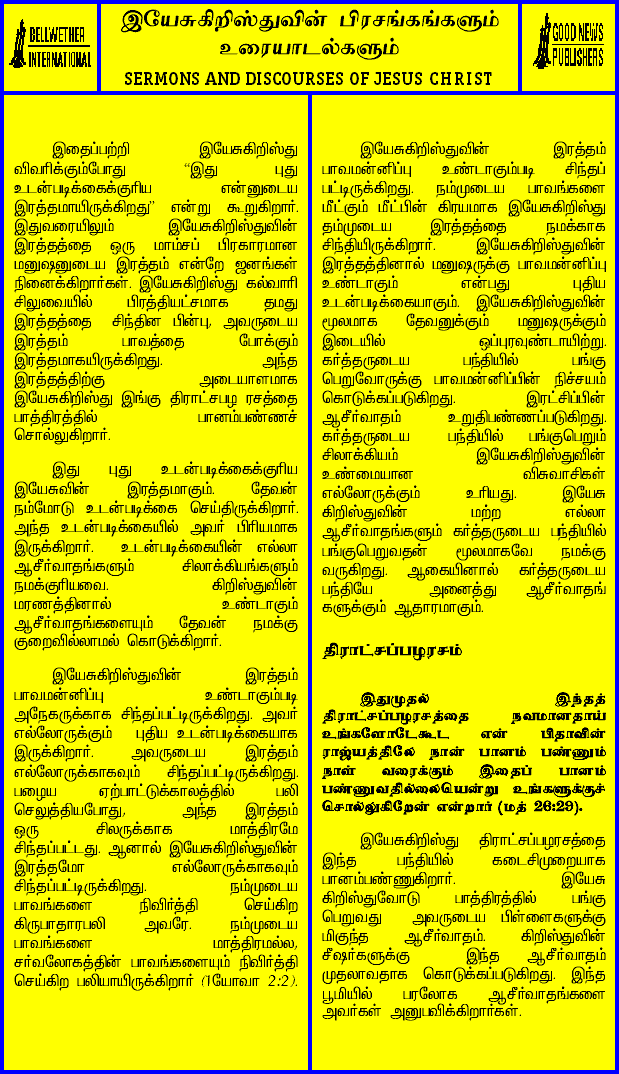 BELLWETHER
INTERNATIONAL
இயேசுகிறிஸ்துவின் பிரசங்கங்களும்
உரையாடல்களும்
SERMONS AND DISCOURSES OF JESUS CHRIST
GOOD NEWS
PUBLISHERS
இதைப்பற்றி இயேசுகிறிஸ்து
விவரிக்கும்போது “இது புது
உடன்படிக்கைக்குரிய என்னுடைய
இரத்தமாயிருக்கிறது” என்று கூறுகிறார்.
இதுவரையிலும் இயேசுகிறிஸ்துவின்
இரத்தத்தை ஒரு மாம்சப் பிரகாரமான
மனுஷனுடைய இரத்தம் என்றே ஜனங்கள்
நினைக்கிறார்கள். இயேசுகிறிஸ்து கல்வாரி
சிலுவையில் பிரத்தியட்சமாக தமது
இரத்தத்தை சிந்தின பின்பு, அவருடைய
இரத்தம் பாவத்தை போக்கும்
இரத்தமாகயிருக்கிறது. அந்த
இரத்தத்திற்கு அடையாளமாக
இயேசுகிறிஸ்து இங்கு திராட்சபழ ரசத்தை
பாத்திரத்தில் பானம்பண்ணச்
சொல்லுகிறார்.
இது புது உடன்படிக்கைக்குரிய
இயேசுவின் இரத்தமாகும். தேவன்
நம்மோடு உடன்படிக்கை செய்திருக்கிறார்.
அந்த உடன்படிக்கையில் அவர் பிரியமாக
இருக்கிறார். உடன்படிக்கையின் எல்லா
ஆசீர்வாதங்களும் சிலாக்கியங்களும்
நமக்குரியவை. கிறிஸ்துவின்
மரணத்தினால் உண்டாகும்
ஆசீர்வாதங்களையும் தேவன் நமக்கு
குறைவில்லாமல் கொடுக்கிறார்.
இயேசுகிறிஸ்துவின் இரத்தம்
பாவமன்னிப்பு உண்டாகும்படி
அநேகருக்காக சிந்தப்பட்டிருக்கிறது. அவர்
எல்லோருக்கும் புதிய உடன்படிக்கையாக
இருக்கிறார். அவருடைய இரத்தம்
எல்லோருக்காகவும் சிந்தப்பட்டிருக்கிறது.
பழைய ஏற்பாட்டுக்காலத்தில் பலி
செலுத்தியபோது, அந்த இரத்தம்
ஒரு சிலருக்காக மாத்திரமே
சிந்தப்பட்டது. ஆனால் இயேசுகிறிஸ்துவின்
இரத்தமோ எல்லோருக்காகவும்
சிந்தப்பட்டிருக்கிறது. நம்முடைய
பாவங்களை நிவிர்த்தி செய்கிற
கிருபாதாரபலி அவரே. நம்முடைய
பாவங்களை மாத்திரமல்ல,
சர்வலோகத்தின் பாவங்களையும் நிவிர்த்தி
செய்கிற பலியாயிருக்கிறார் (1யோவா 2:2).
இயேசுகிறிஸ்துவின் இரத்தம்
பாவமன்னிப்பு உண்டாகும்படி சிந்தப்
பட்டிருக்கிறது. நம்முடைய பாவங்களை
மீட்கும் மீட்பின் கிரயமாக இயேசுகிறிஸ்து
தம்முடைய இரத்தத்தை நமக்காக
சிந்தியிருக்கிறார். இயேசுகிறிஸ்துவின்
இரத்தத்தினால் மனுஷருக்கு பாவமன்னிப்பு
உண்டாகும் என்பது புதிய
உடன்படிக்கையாகும். இயேசுகிறிஸ்துவின்
மூலமாக தேவனுக்கும் மனுஷருக்கும்
இடையில் ஒப்புரவுண்டாயிற்று.
கர்த்தருடைய பந்தியில் பங்கு
பெறுவோருக்கு பாவமன்னிப்பின் நிச்சயம்
கொடுக்கப்படுகிறது. இரட்சிப்பின்
ஆசீர்வாதம் உறுதிபண்ணப்படுகிறது.
கர்த்தருடைய பந்தியில் பங்குபெறும்
சிலாக்கியம் இயேசுகிறிஸ்துவின்
உண்மையான விசுவாசிகள்
எல்லோருக்கும் உரியது. இயேசு
கிறிஸ்துவின் மற்ற எல்லா
ஆசீர்வாதங்களும் கர்த்தருடைய பந்தியில்
பங்குபெறுவதன் மூலமாகவே நமக்கு
வருகிறது. ஆகையினால் கர்த்தருடைய
பந்தியே அனைத்து ஆசீர்வாதங்
களுக்கும் ஆதாரமாகும்.
திராட்சப்பழரசம்
இதுமுதல் இந்தத்
திராட்சப்பழரசத்தை நவமானதாய்
உங்களோடேகூட என் பிதாவின்
ராஜ்யத்திலே நான் பானம் பண்ணும்
நாள் வரைக்கும் இதைப் பானம்
பண்ணுவதில்லையென்று உங்களுக்குச்
சொல்லுகிறேன் என்றார் (மத் 26:29).
இயேசுகிறிஸ்து திராட்சப்பழரசத்தை
இந்த பந்தியில் கடைசிமுறையாக
பானம்பண்ணுகிறார். இயேசு
கிறிஸ்துவோடு பாத்திரத்தில் பங்கு
பெறுவது அவருடைய பிள்ளைகளுக்கு
மிகுந்த ஆசீர்வாதம். கிறிஸ்துவின்
சீஷர்களுக்கு இந்த ஆசீர்வாதம்
முதலாவதாக கொடுக்கப்படுகிறது. இந்த
பூமியில் பரலோக ஆசீர்வாதங்களை
அவர்கள் அனுபவிக்கிறார்கள்.